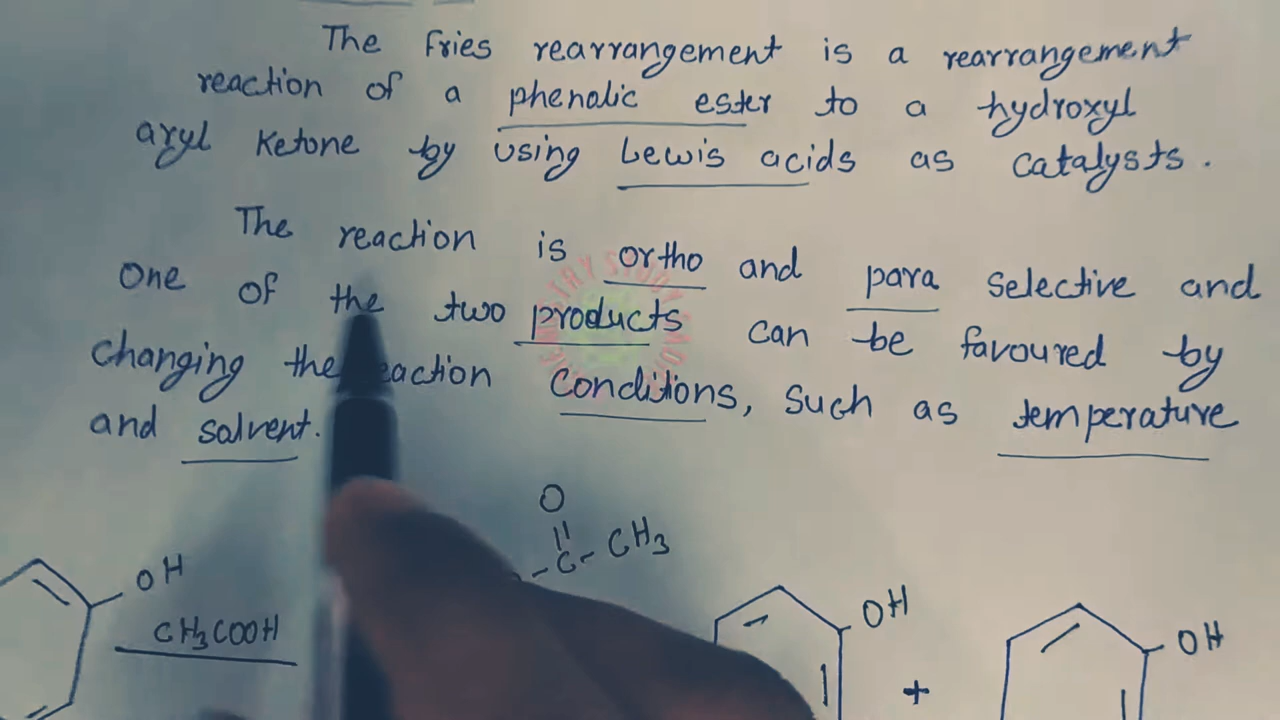 The Fries rearrangement is a rearrangement
reaction of a phenolic ester to a hydroxyl
aryl Ketone by using Lewis acids as catalysts.
The reaction is ortho and para selective and
One of the two products can be favoured by
changing the reaction conditions, such as temperature
and solvent.
O
||
- C - CH3
OH
CH3COOH
OH
+
OH